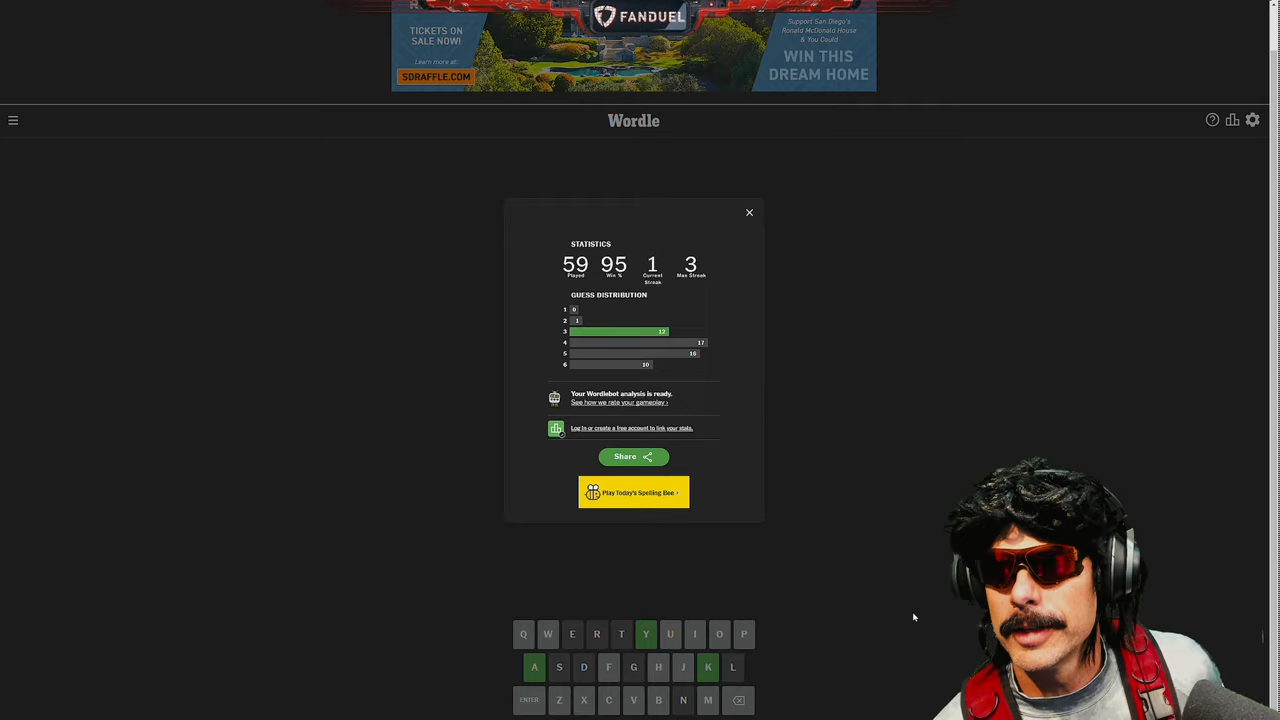 FANDUEL
TICKETS ON
SALE NOW!
Learn more at:
SDRAFFLE.COM
Support San Diego's
Ronald McDonald House
& You Could
WIN THIS
DREAM HOME
Wordle
STATISTICS
59 95 1 3
Played Win % Current Streak Max Streak
GUESS DISTRIBUTION
1 0
2 1
3 12
4 17
5 16
6 10
Your Wordlebot analysis is ready.
See how we rate your gameplay ›
Log in or create a free account to link your stats.
Share
Play Today's Spelling Bee ›
Q W E R T Y U I O P
A S D F G H J K L
ENTER Z X C V B N M